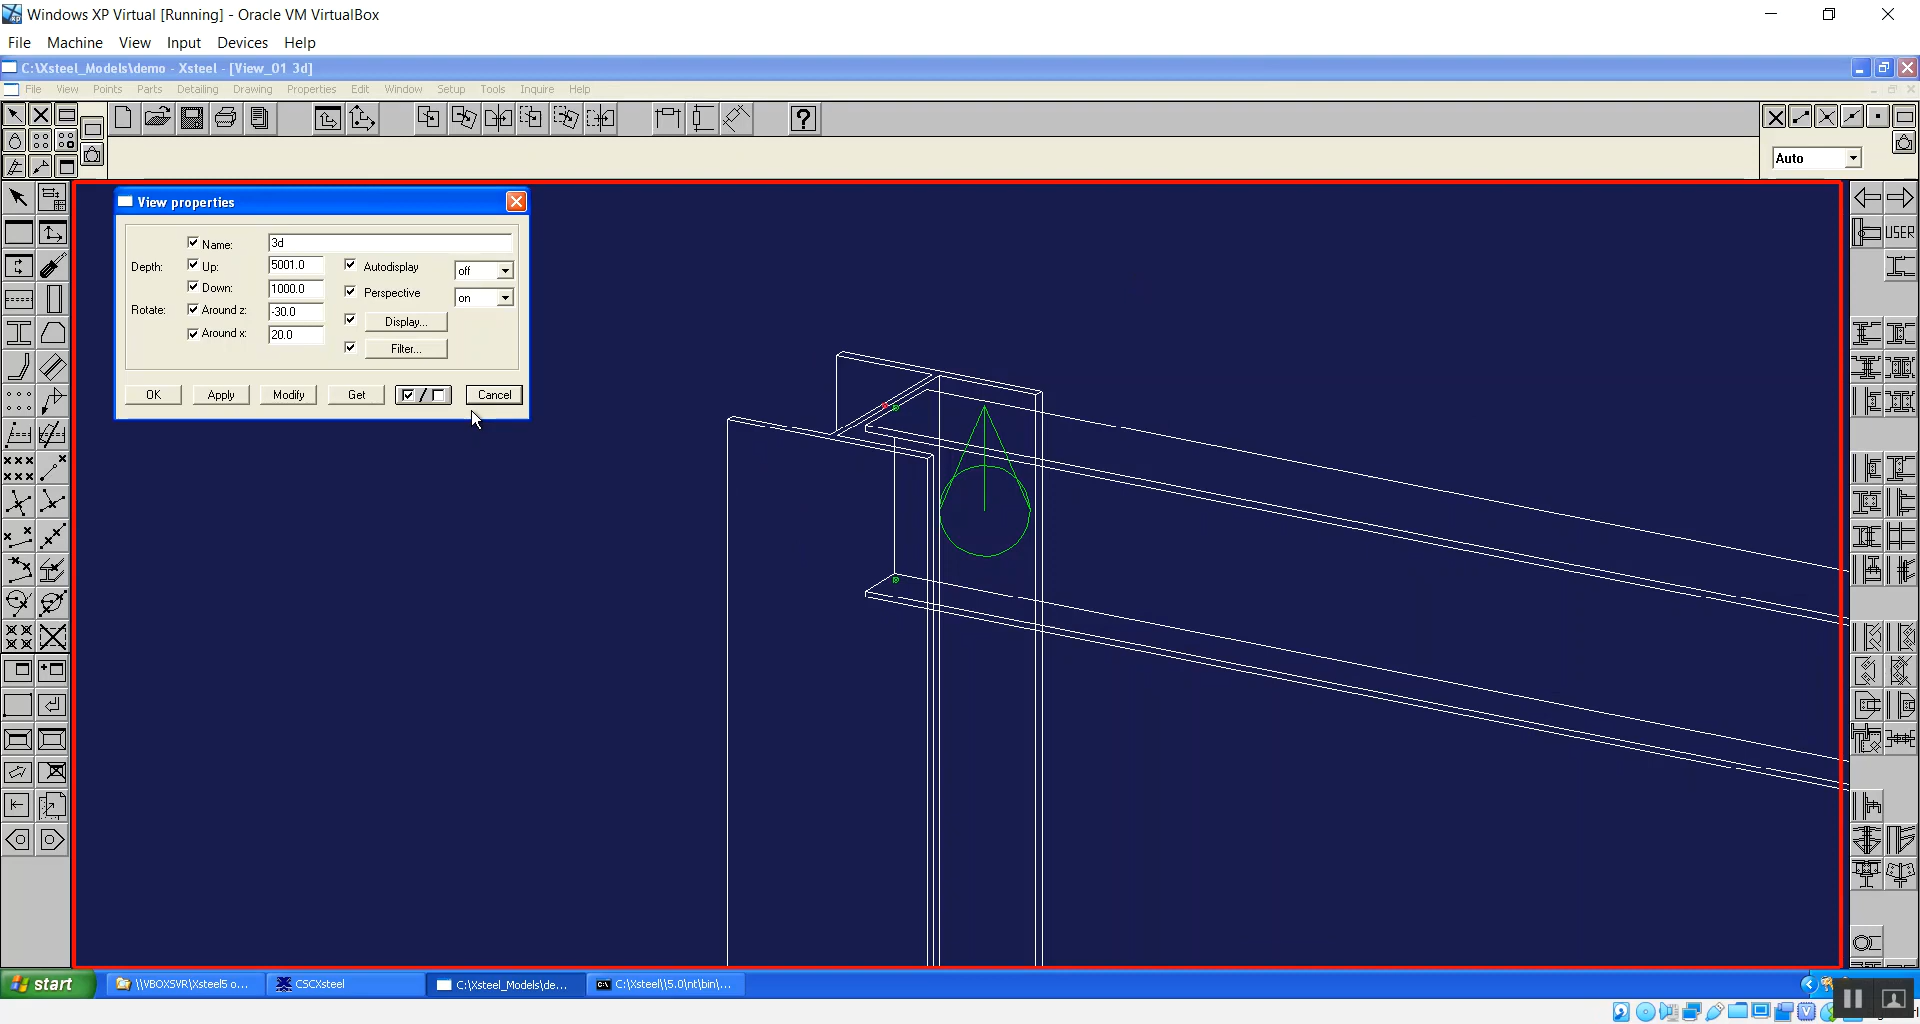 Windows XP Virtual [Running] - Oracle VM VirtualBox
File Machine View Input Devices Help
C:\Xsteel_Models\demo - Xsteel - [View_01 3d]
File View Points Parts Detailing Drawing Properties Edit Window Setup Tools Inquire Help
Auto
USER
View properties
Name: 3d
Depth: Up: 5001.0 Autodisplay off
Down: 1000.0 Perspective on
Rotate: Around z: -30.0 Display...
Around x: 20.0 Filter...
OK Apply Modify Get / Cancel
start \\VBOXSVR\Xsteel5 o... CSCXsteel C:\Xsteel_Models\de... C:\Xsteel\\5.0\nt\bin\...